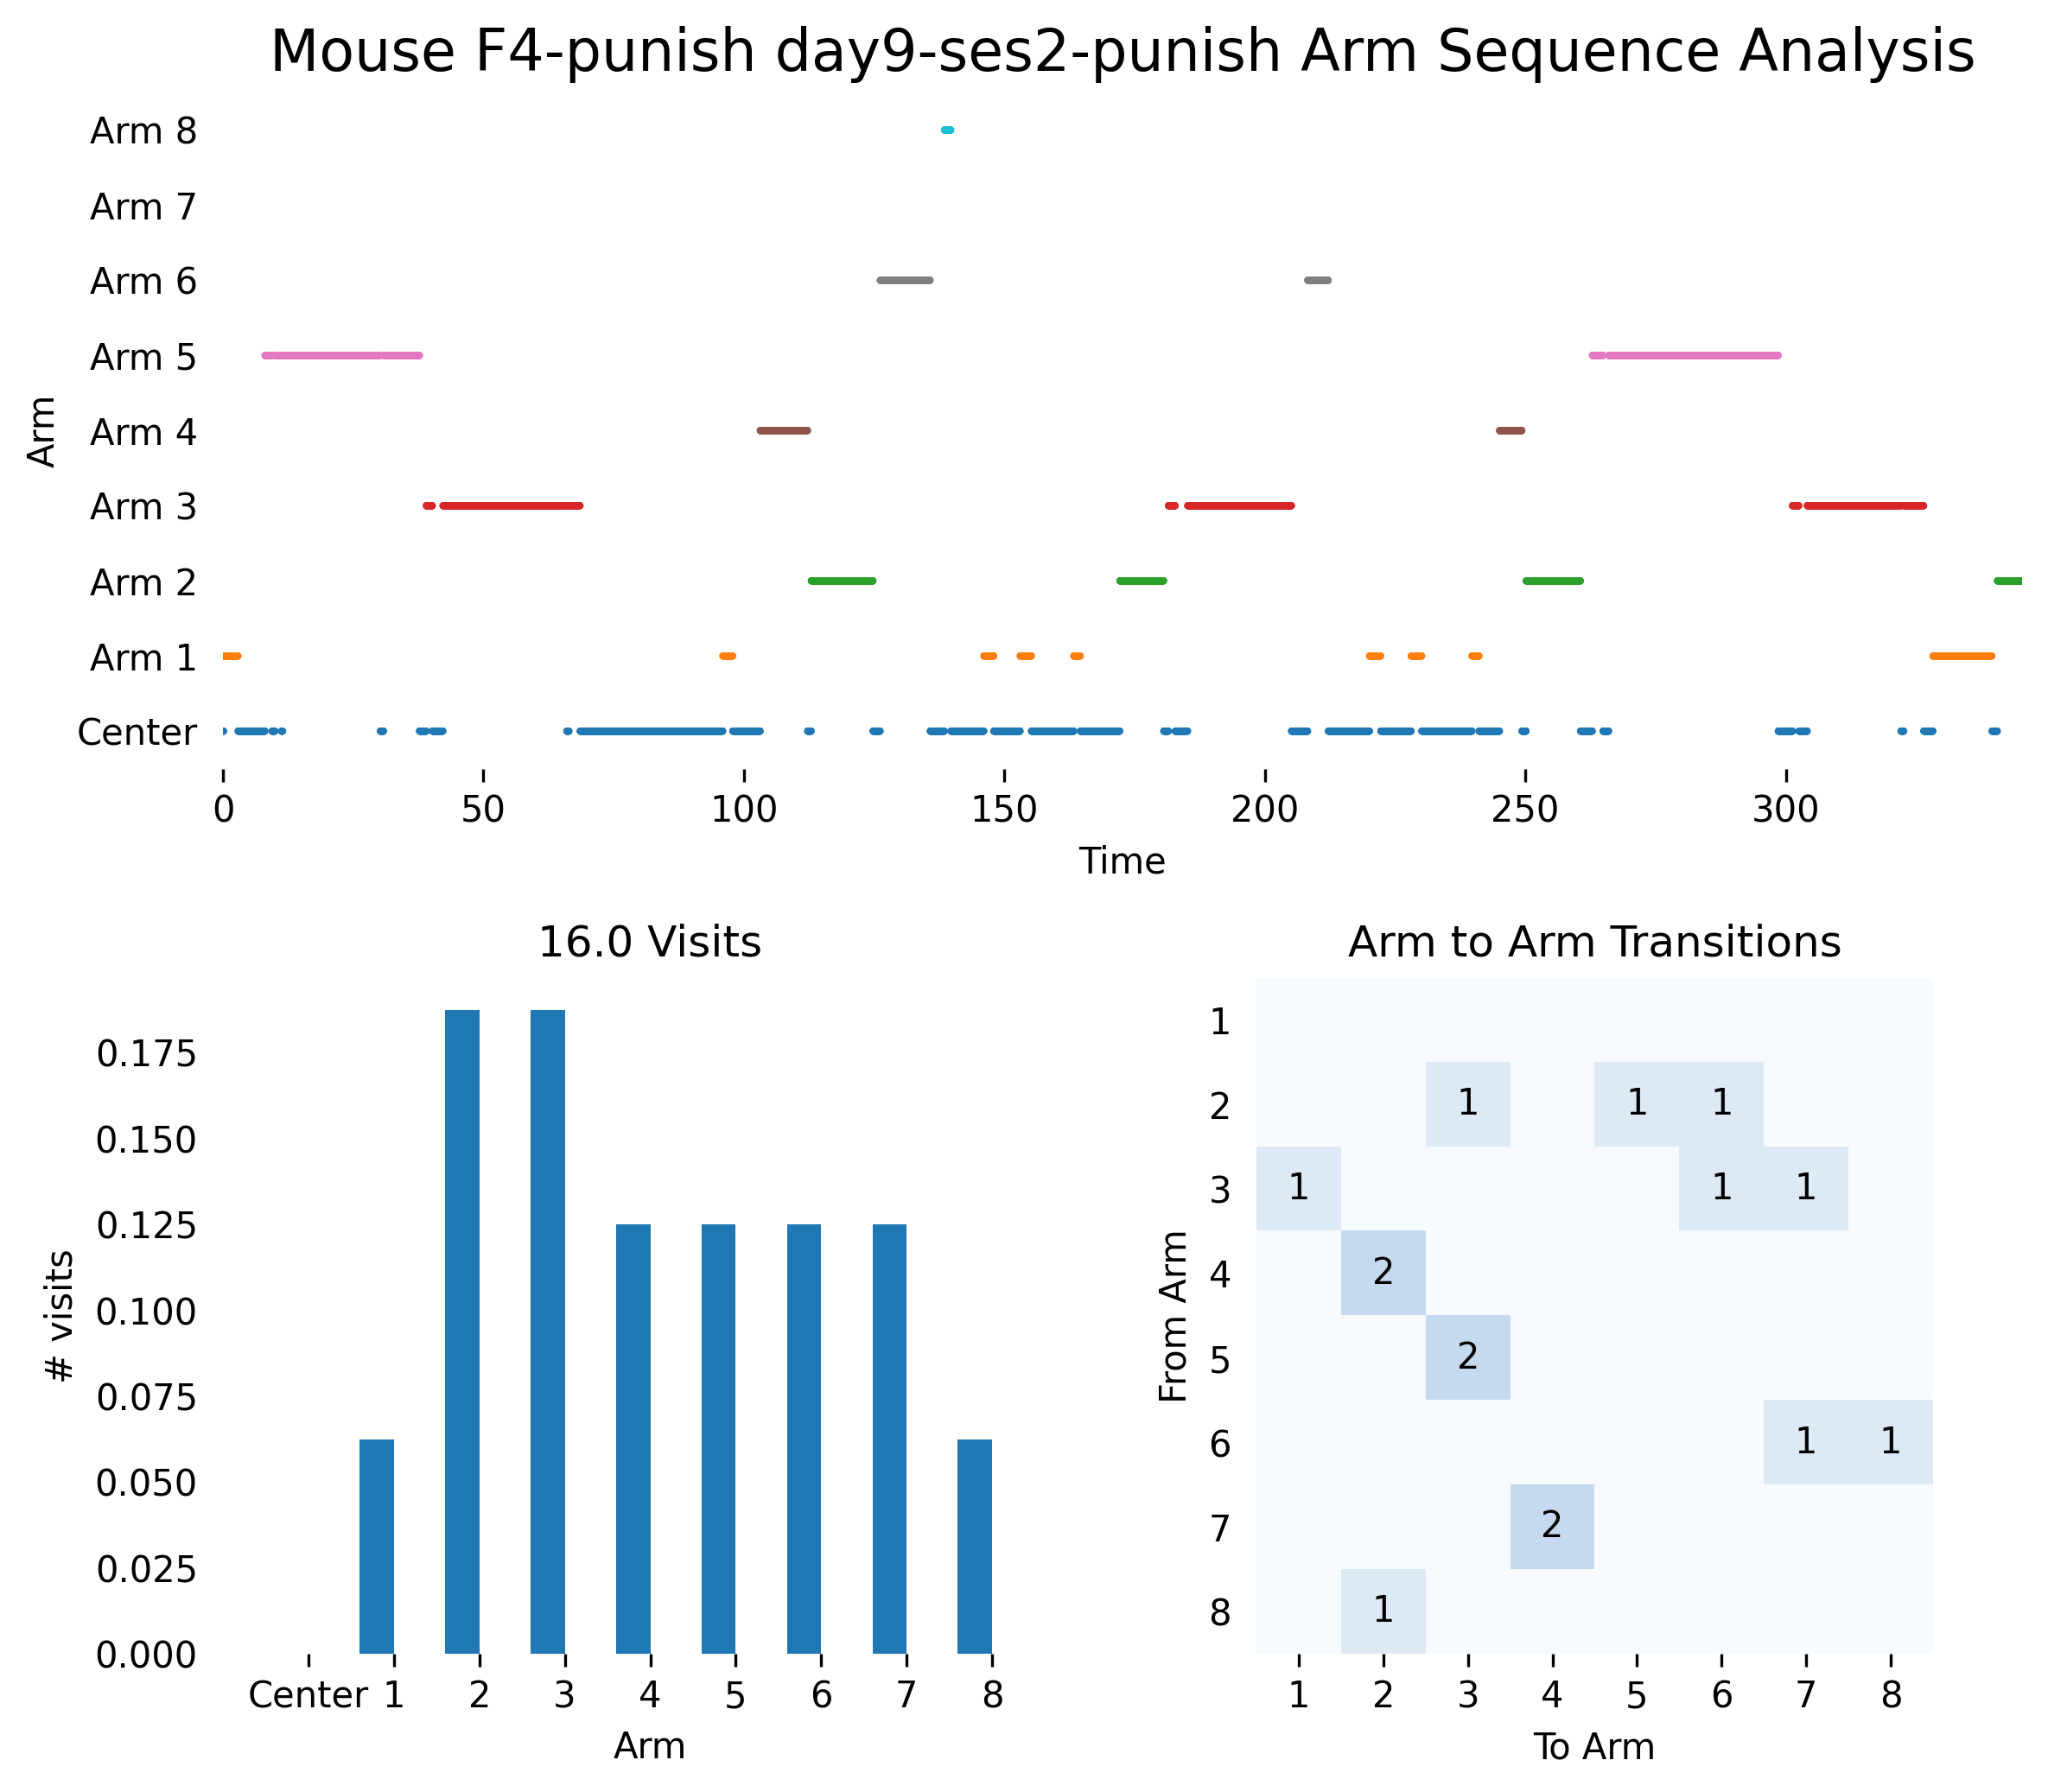 Mouse F4-punish day9-ses2-punish Arm Sequence Analysis
Arm 8
Arm 7
Arm 6
Arm 5
Arm 4
Arm 3
Arm 2
Arm 1
Center
Arm
0 50 100 150 200 250 300
Time
16.0 Visits
0.175
0.150
0.125
0.100
0.075
0.050
0.025
0.000
# visits
Center 1 2 3 4 5 6 7 8
Arm
Arm to Arm Transitions
1
2 1 1 1
3 1 1 1
4 2
5 2
6 1 1
7 2
8 1
From Arm
1 2 3 4 5 6 7 8
To Arm